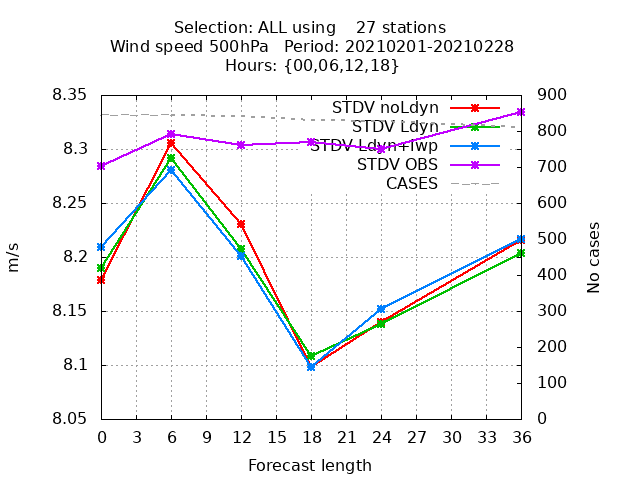 Selection: ALL using    27 stations
Wind speed 500hPa   Period: 20210201-20210228
Hours: {00,06,12,18}
8.35
8.3
8.25
8.2
8.15
8.1
8.05
m/s
900
800
700
600
500
400
300
200
100
0
No cases
STDV noLdyn
STDV Ldyn
STDV Ldyn+Twp
STDV OBS
CASES
0 3 6 9 12 15 18 21 24 27 30 33 36
Forecast length